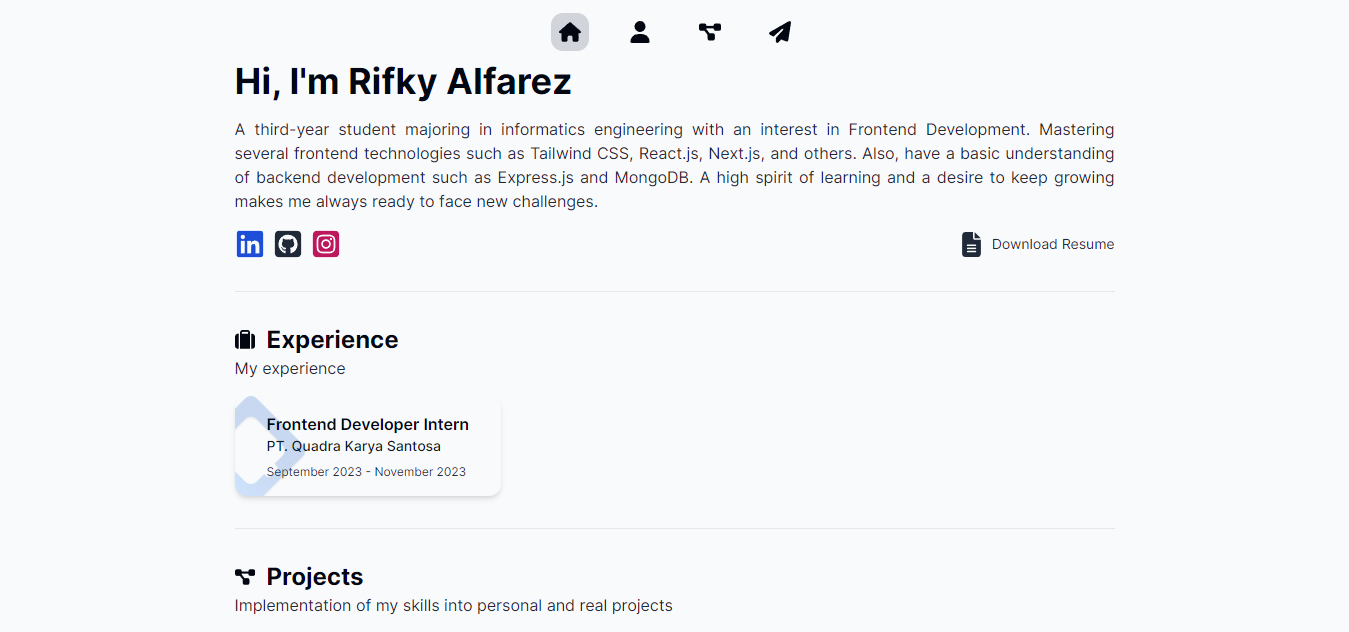 Hi, I'm Rifky Alfarez
A third-year student majoring in informatics engineering with an interest in Frontend Development. Mastering
several frontend technologies such as Tailwind CSS, React.js, Next.js, and others. Also, have a basic understanding
of backend development such as Express.js and MongoDB. A high spirit of learning and a desire to keep growing
makes me always ready to face new challenges.
in
Download Resume
Experience
My experience
Frontend Developer Intern
PT. Quadra Karya Santosa
September 2023 - November 2023
Projects
Implementation of my skills into personal and real projects